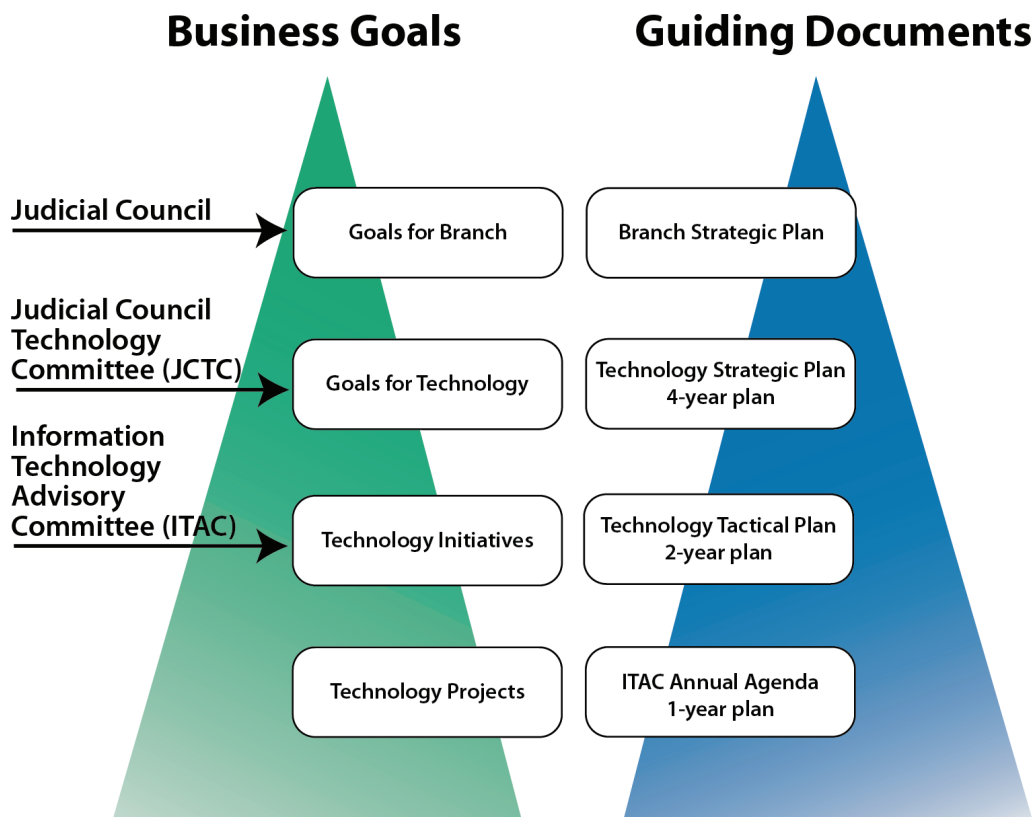 Business Goals
Guiding Documents
Judicial Council
Goals for Branch
Branch Strategic Plan
Judicial Council
Technology
Committee (JCTC)
Goals for Technology
Technology Strategic Plan
4-year plan
Information
Technology
Advisory
Committee (ITAC)
Technology Initiatives
Technology Tactical Plan
2-year plan
Technology Projects
ITAC Annual Agenda
1-year plan